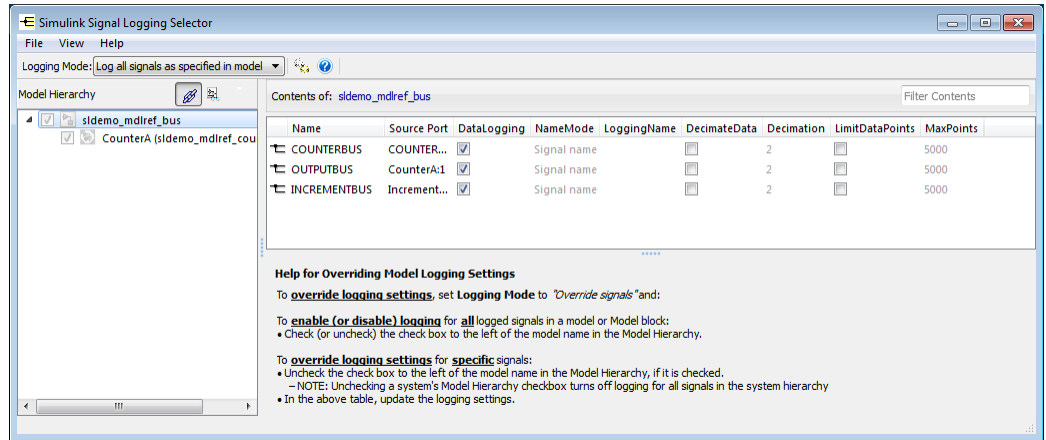 Simulink Signal Logging Selector
File View Help
Logging Mode: Log all signals as specified in model
Model Hierarchy
sldemo_mdlref_bus
CounterA (sldemo_mdlref_cou
Contents of: sldemo_mdlref_bus
Filter Contents
Name Source Port DataLogging NameMode LoggingName DecimateData Decimation LimitDataPoints MaxPoints
COUNTERBUS COUNTER... Signal name 2 5000
OUTPUTBUS CounterA:1 Signal name 2 5000
INCREMENTBUS Increment... Signal name 2 5000
Help for Overriding Model Logging Settings
To override logging settings, set Logging Mode to "Override signals" and:
To enable (or disable) logging for all logged signals in a model or Model block:
• Check (or uncheck) the check box to the left of the model name in the Model Hierarchy.
To override logging settings for specific signals:
• Uncheck the check box to the left of the model name in the Model Hierarchy, if it is checked.
– NOTE: Unchecking a system's Model Hierarchy checkbox turns off logging for all signals in the system hierarchy
• In the above table, update the logging settings.